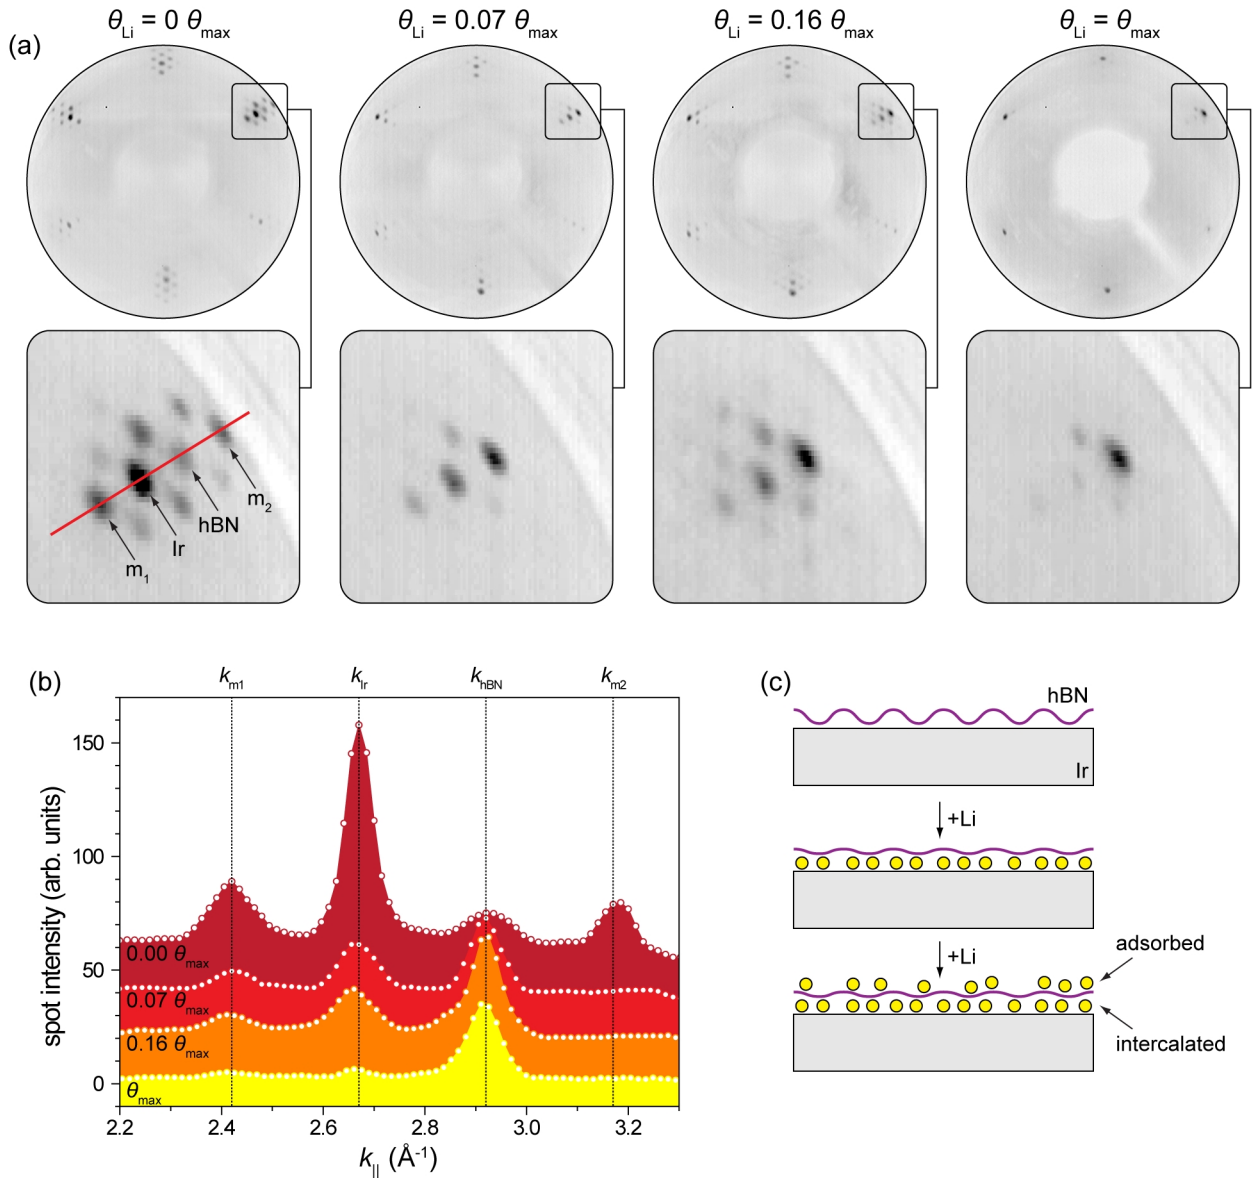 (a)
θLi = 0 θmax
θLi = 0.07 θmax
θLi = 0.16 θmax
θLi = θmax
m1
Ir
hBN
m2
(b)
km1
kIr
khBN
km2
150
100
50
0
spot intensity (arb. units)
0.00 θmax
0.07 θmax
0.16 θmax
θmax
2.2
2.4
2.6
2.8
3.0
3.2
k|| (Å-1)
(c)
hBN
Ir
+Li
+Li
adsorbed
intercalated